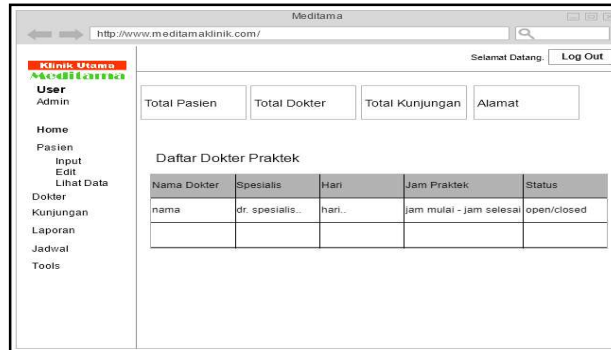 Meditama
http://www.meditamaklinik.com/
Selamat Datang. Log Out
Klinik Utama
Meditama
User
Admin
Home
Pasien
Input
Edit
Lihat Data
Dokter
Kunjungan
Laporan
Jadwal
Tools
Total Pasien Total Dokter Total Kunjungan Alamat
Daftar Dokter Praktek
Nama Dokter Spesialis Hari Jam Praktek Status
nama dr. spesialis.. hari.. jam mulai - jam selesai open/closed